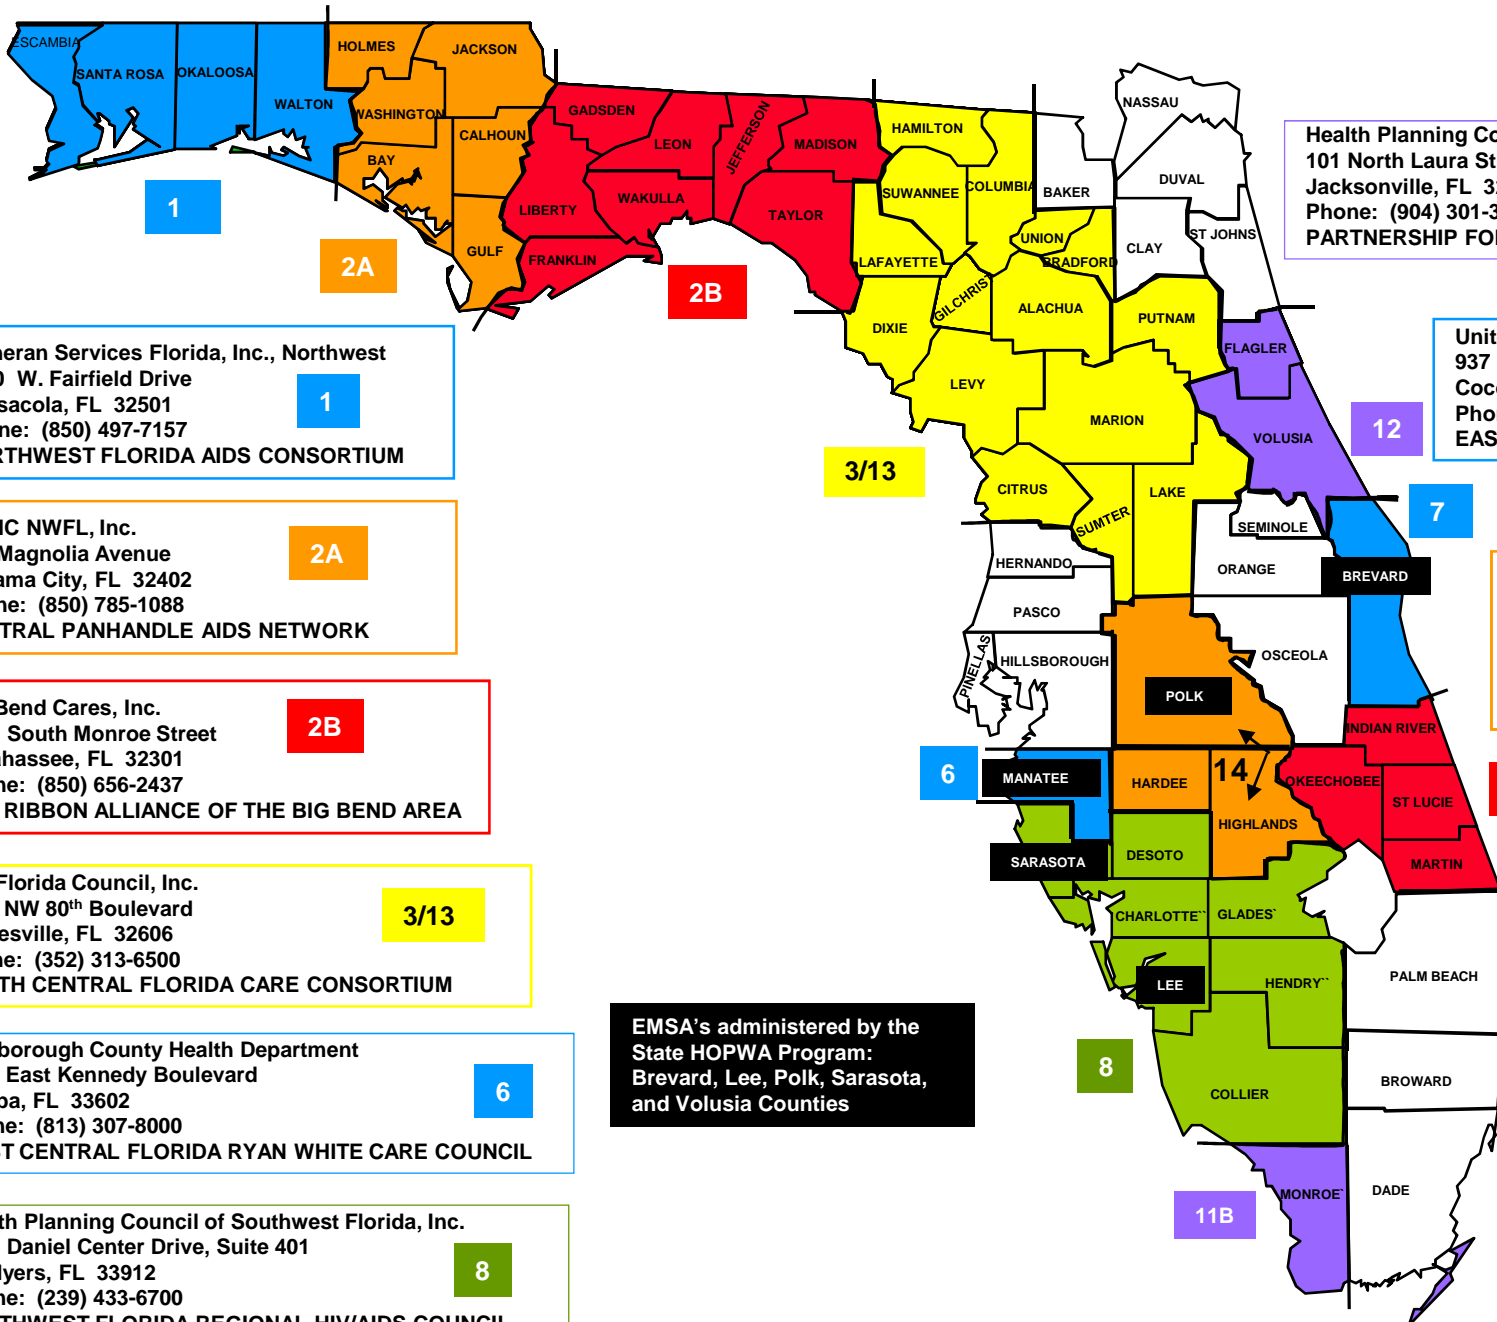 ESCAMBIA
SANTA ROSA
OKALOOSA
WALTON
HOLMES
JACKSON
WASHINGTON
CALHOUN
BAY
GULF
GADSDEN
LEON
JEFFERSON
MADISON
LIBERTY
WAKULLA
TAYLOR
FRANKLIN
HAMILTON
SUWANNEE
COLUMBIA
BAKER
NASSAU
DUVAL
UNION
BRADFORD
CLAY
ST JOHNS
LAFAYETTE
GILCHRIST
ALACHUA
PUTNAM
DIXIE
FLAGLER
LEVY
MARION
VOLUSIA
CITRUS
SUMTER
LAKE
SEMINOLE
HERNANDO
ORANGE
BREVARD
PASCO
PINELLAS
HILLSBOROUGH
POLK
OSCEOLA
INDIAN RIVER
MANATEE
HARDEE
14
OKEECHOBEE
ST LUCIE
HIGHLANDS
SARASOTA
DESOTO
MARTIN
CHARLOTTE``
GLADES`
LEE
HENDRY``
PALM BEACH
COLLIER
BROWARD
MONROE`
DADE
1
2A
2B
3/13
12
7
6
8
11B
Health Planning Co
101 North Laura St
Jacksonville, FL 3
Phone: (904) 301-3
PARTNERSHIP FO
Unit
937
Coc
Pho
EAS
eran Services Florida, Inc., Northwest
0 W. Fairfield Drive
sacola, FL 32501
ne: (850) 497-7157
RTHWEST FLORIDA AIDS CONSORTIUM
1
IC NWFL, Inc.
Magnolia Avenue
ama City, FL 32402
ne: (850) 785-1088
TRAL PANHANDLE AIDS NETWORK
2A
Bend Cares, Inc.
South Monroe Street
ahassee, FL 32301
ne: (850) 656-2437
RIBBON ALLIANCE OF THE BIG BEND AREA
2B
Florida Council, Inc.
NW 80th Boulevard
esville, FL 32606
ne: (352) 313-6500
TH CENTRAL FLORIDA CARE CONSORTIUM
3/13
borough County Health Department
East Kennedy Boulevard
pa, FL 33602
ne: (813) 307-8000
ST CENTRAL FLORIDA RYAN WHITE CARE COUNCIL
6
th Planning Council of Southwest Florida, Inc.
Daniel Center Drive, Suite 401
Myers, FL 33912
ne: (239) 433-6700
THWEST FLORIDA REGIONAL HIV/AIDS COUNCIL
8
EMSA's administered by the
State HOPWA Program:
Brevard, Lee, Polk, Sarasota,
and Volusia Counties